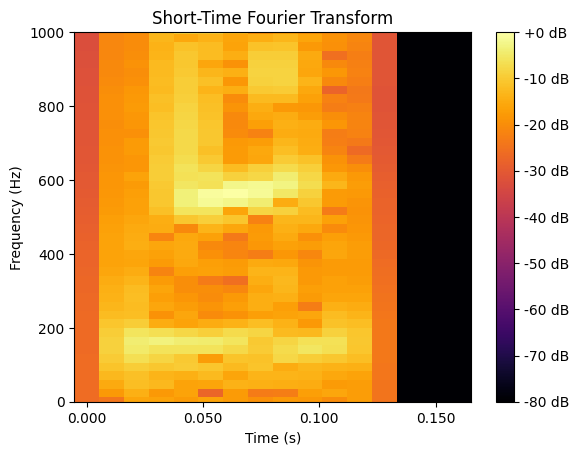 Short-Time Fourier Transform
1000
800
600
400
200
0
Frequency (Hz)
0.000
0.050
0.100
0.150
Time (s)
+0 dB
-10 dB
-20 dB
-30 dB
-40 dB
-50 dB
-60 dB
-70 dB
-80 dB